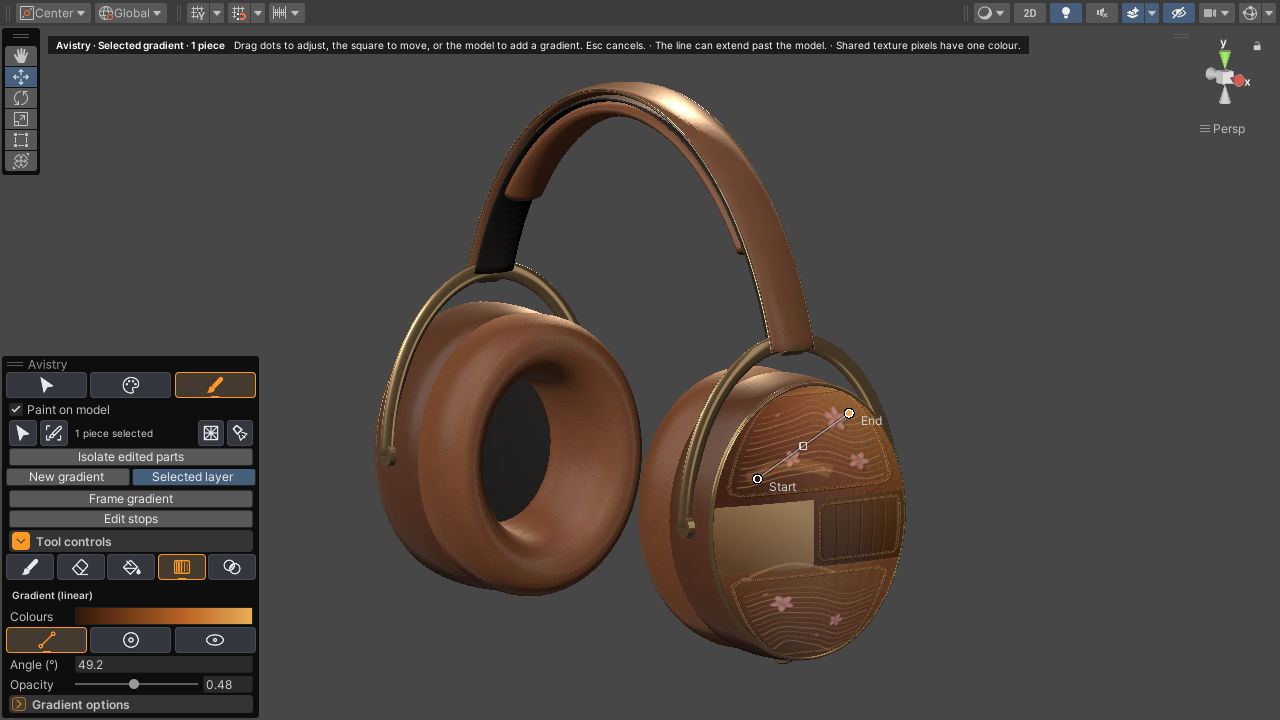 Center
Global
2D
Avistry · Selected gradient · 1 piece Drag dots to adjust, the square to move, or the model to add a gradient. Esc cancels. · The line can extend past the model. · Shared texture pixels have one colour.
y
x
Persp
Avistry
Paint on model
1 piece selected
Isolate edited parts
New gradient Selected layer
Frame gradient
Edit stops
Tool controls
Gradient (linear)
Colours
Angle (°) 49.2
Opacity 0.48
Gradient options
End
Start